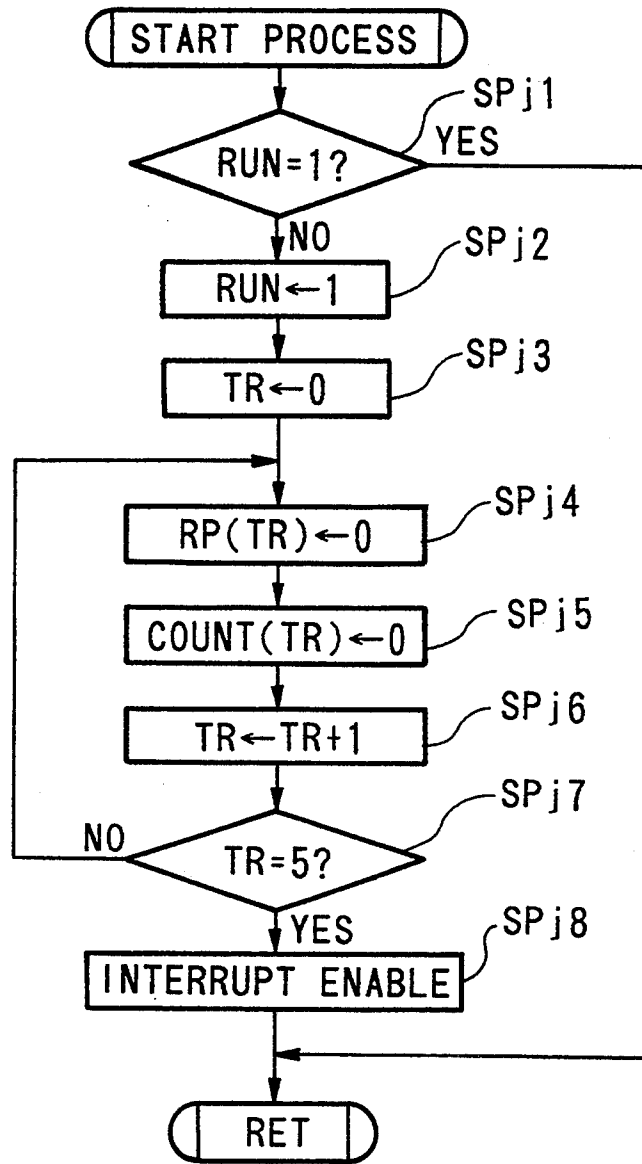 START PROCESS
SPj1
RUN=1?
YES
NO
SPj2
RUN←1
SPj3
TR←0
SPj4
RP(TR)←0
SPj5
COUNT(TR)←0
SPj6
TR←TR+1
SPj7
NO
TR=5?
YES
SPj8
INTERRUPT ENABLE
RET